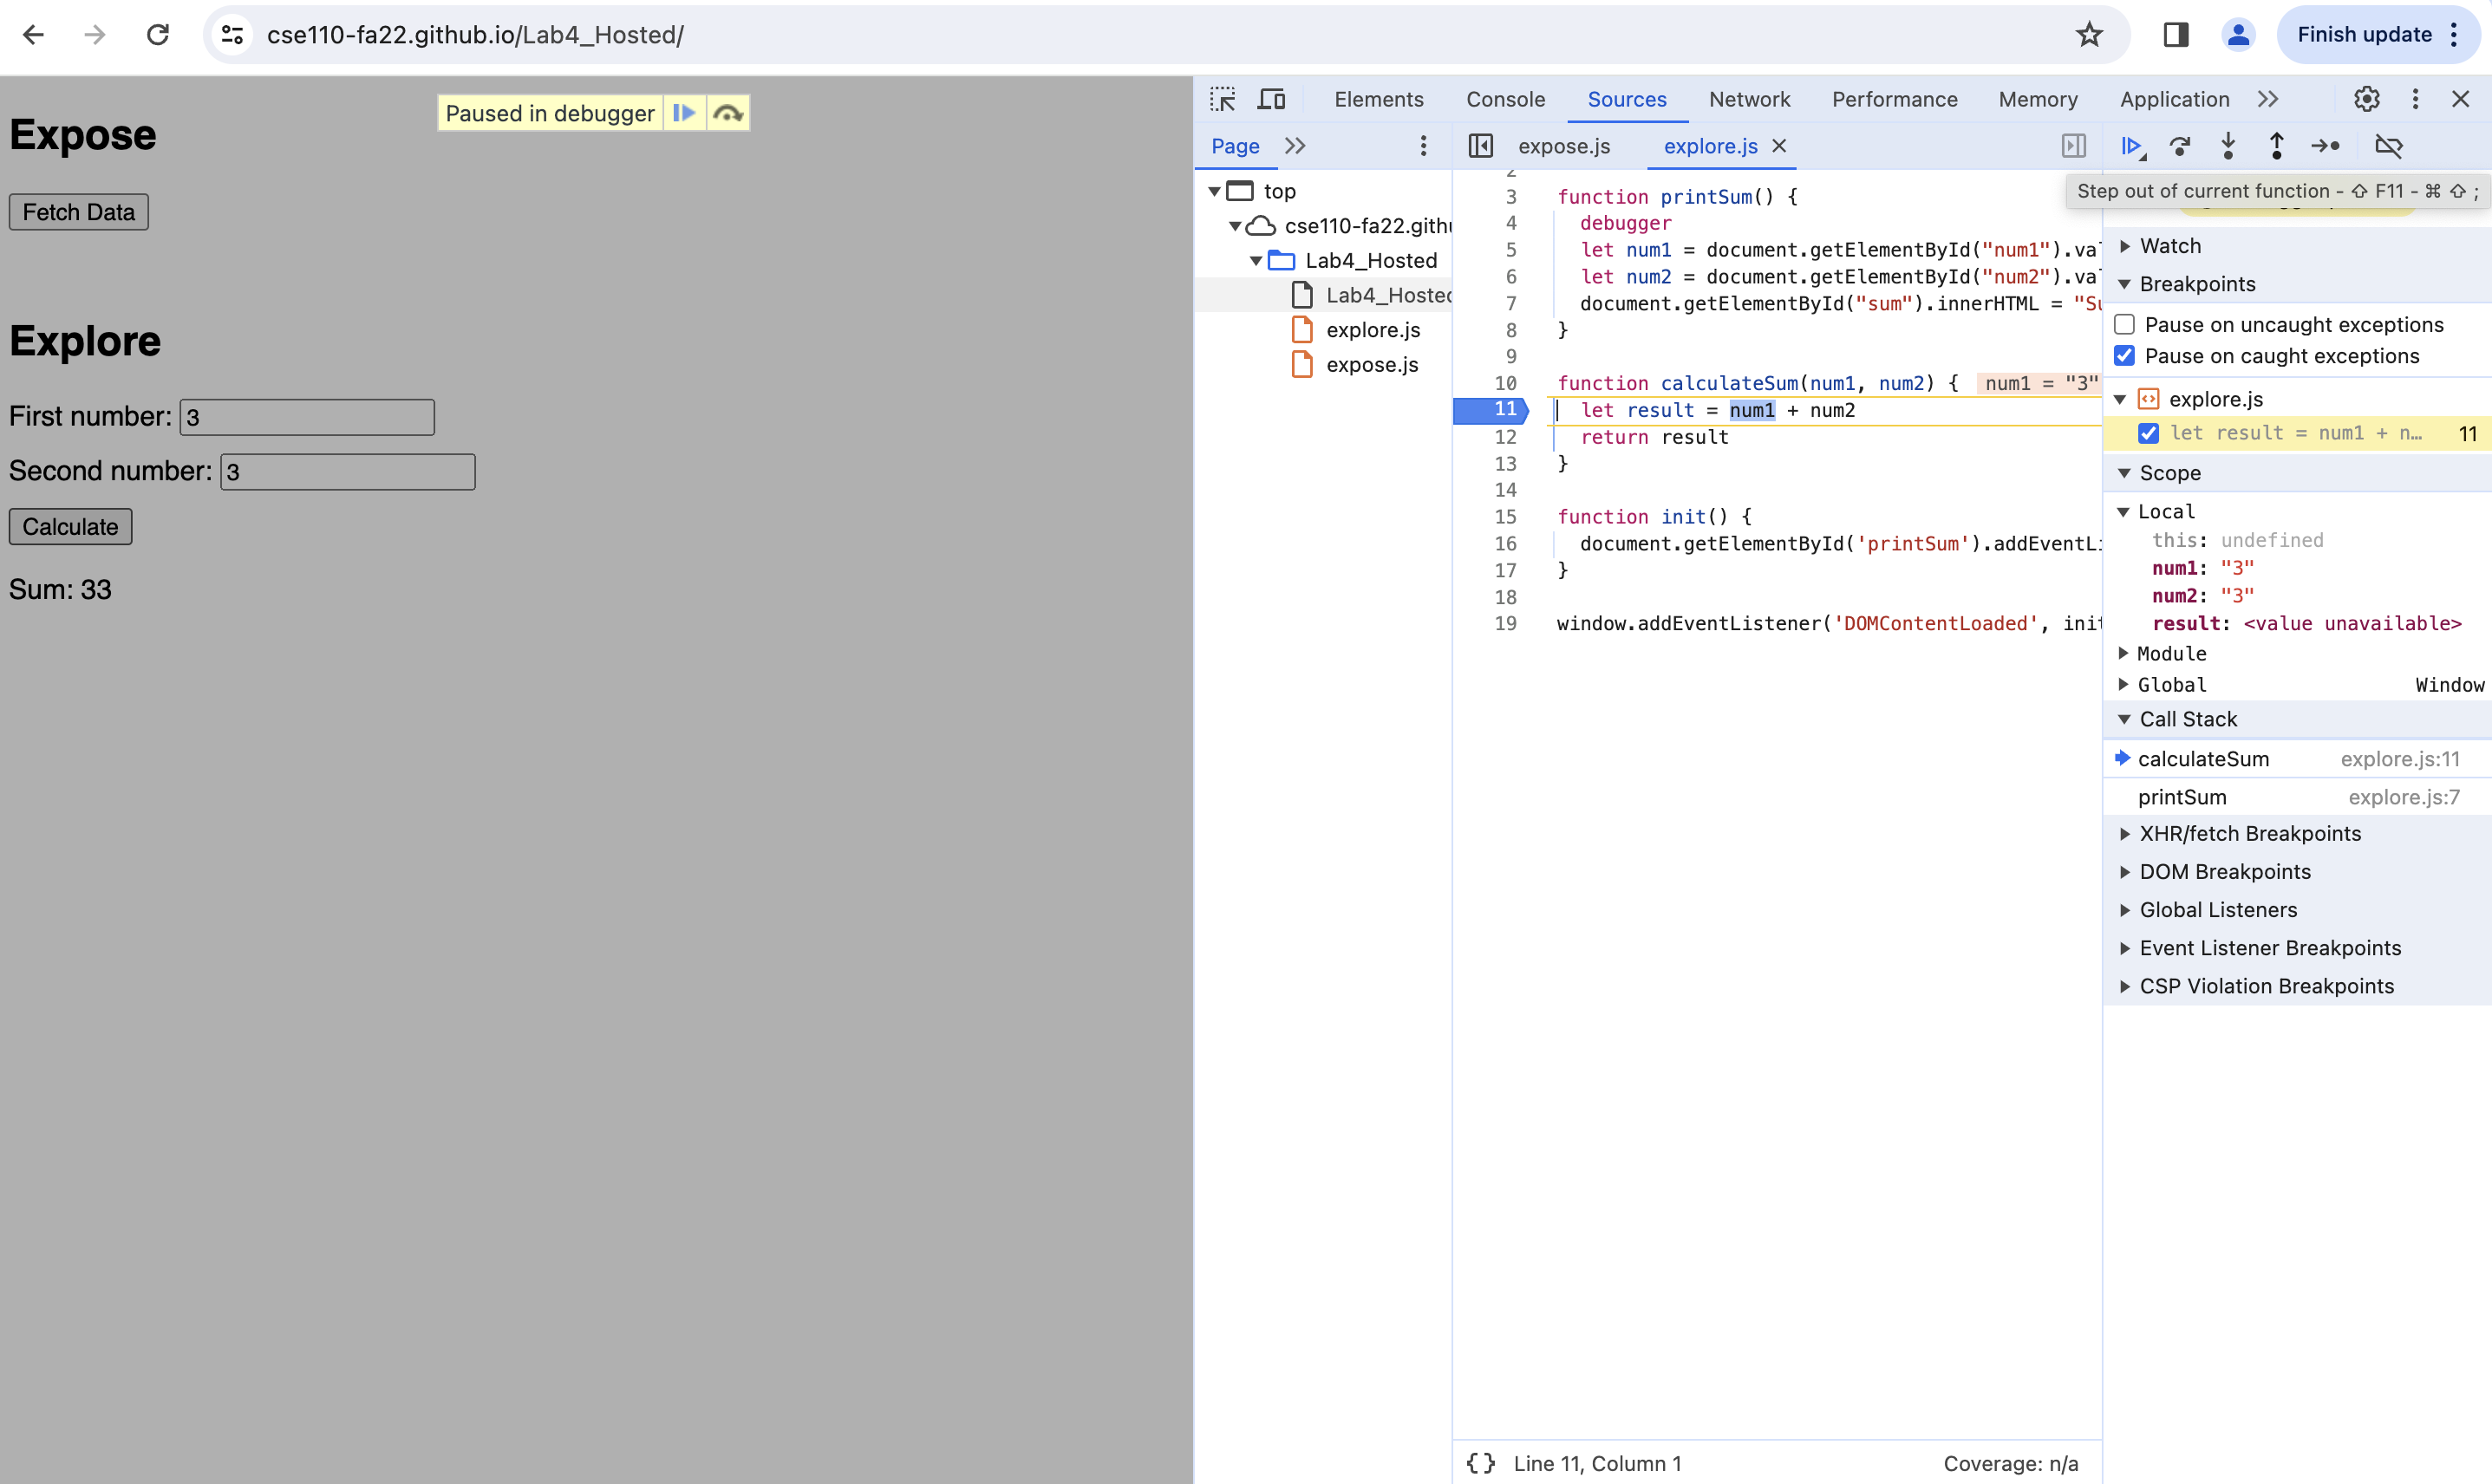 cse110-fa22.github.io/Lab4_Hosted/
Finish update
Expose
Paused in debugger
Fetch Data
Explore
First number: 3
Second number: 3
Calculate
Sum: 33
Elements Console Sources Network Performance Memory Application
Page
top
cse110-fa22.gith
Lab4_Hosted
Lab4_Hosted
explore.js
expose.js
expose.js explore.js
2
3 function printSum() {
4 debugger
5 let num1 = document.getElementById("num1").va
6 let num2 = document.getElementById("num2").va
7 document.getElementById("sum").innerHTML = "Su
8 }
9
10 function calculateSum(num1, num2) { num1 = "3"
11 let result = num1 + num2
12 return result
13 }
14
15 function init() {
16 document.getElementById('printSum').addEventLi
17 }
18
19 window.addEventListener('DOMContentLoaded', init
{} Line 11, Column 1 Coverage: n/a
Step out of current function - ⇧ F11 - ⌘ ⇧ ;
Watch
Breakpoints
Pause on uncaught exceptions
Pause on caught exceptions
explore.js
let result = num1 + n… 11
Scope
Local
this: undefined
num1: "3"
num2: "3"
result: <value unavailable>
Module
Global Window
Call Stack
calculateSum explore.js:11
printSum explore.js:7
XHR/fetch Breakpoints
DOM Breakpoints
Global Listeners
Event Listener Breakpoints
CSP Violation Breakpoints